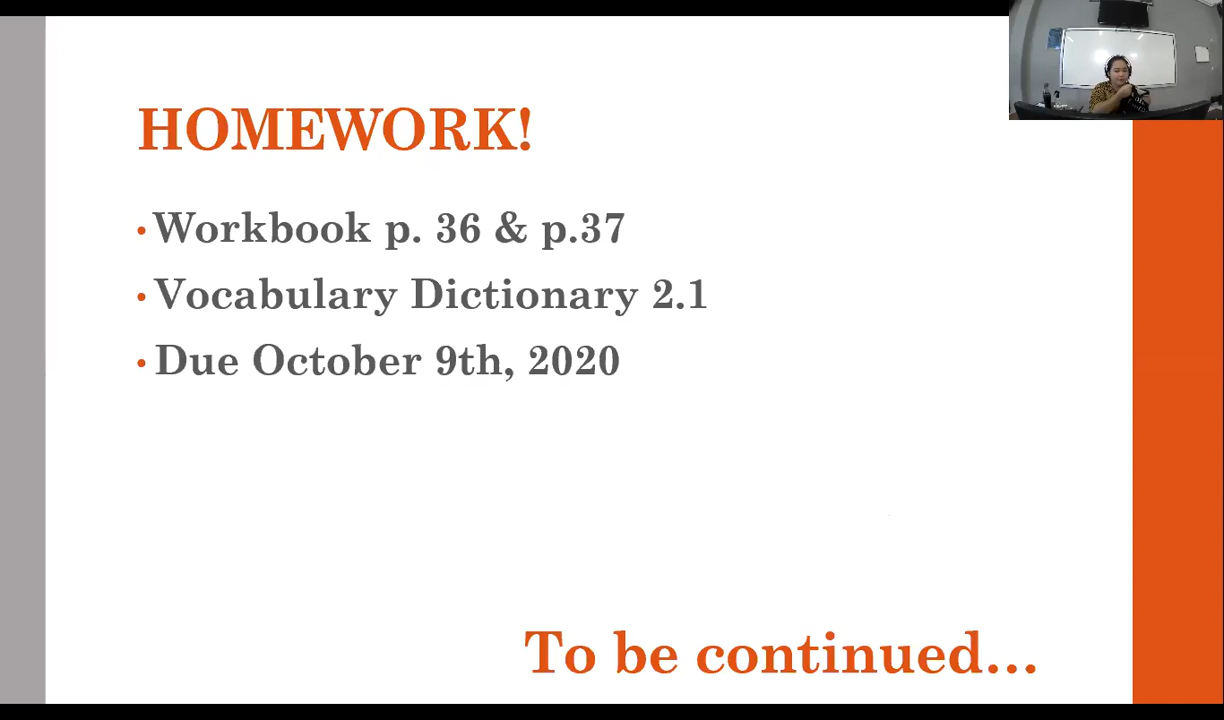 HOMEWORK!
• Workbook p. 36 & p.37
• Vocabulary Dictionary 2.1
• Due October 9th, 2020
To be continued...